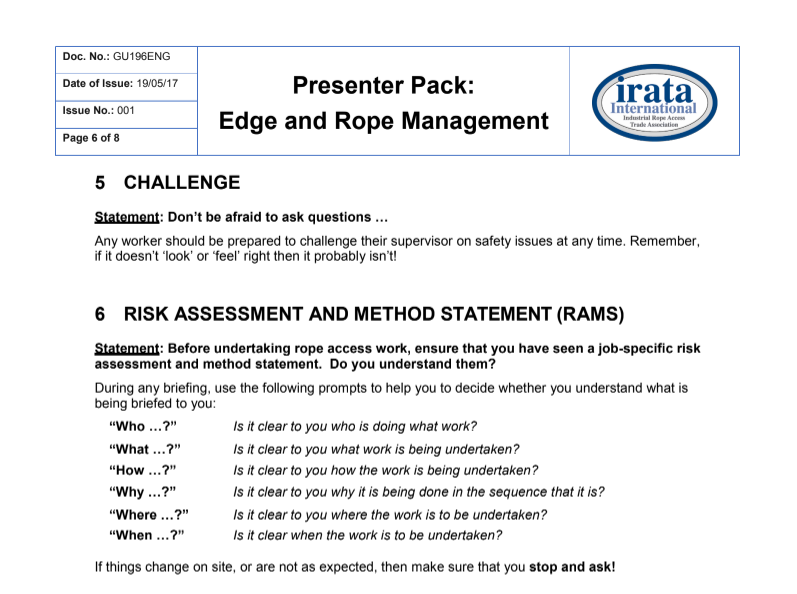 Doc. No.: GU196ENG
Date of Issue: 19/05/17
Issue No.: 001
Page 6 of 8
Presenter Pack:
Edge and Rope Management
irata
International
Industrial Rope Access
Trade Association
5 CHALLENGE
Statement: Don’t be afraid to ask questions …
Any worker should be prepared to challenge their supervisor on safety issues at any time. Remember,
if it doesn’t ‘look’ or ‘feel’ right then it probably isn’t!
6 RISK ASSESSMENT AND METHOD STATEMENT (RAMS)
Statement: Before undertaking rope access work, ensure that you have seen a job-specific risk
assessment and method statement. Do you understand them?
During any briefing, use the following prompts to help you to decide whether you understand what is
being briefed to you:
“Who …?” Is it clear to you who is doing what work?
“What …?” Is it clear to you what work is being undertaken?
“How …?” Is it clear to you how the work is being undertaken?
“Why …?” Is it clear to you why it is being done in the sequence that it is?
“Where …?” Is it clear to you where the work is to be undertaken?
“When …?” Is it clear when the work is to be undertaken?
If things change on site, or are not as expected, then make sure that you stop and ask!